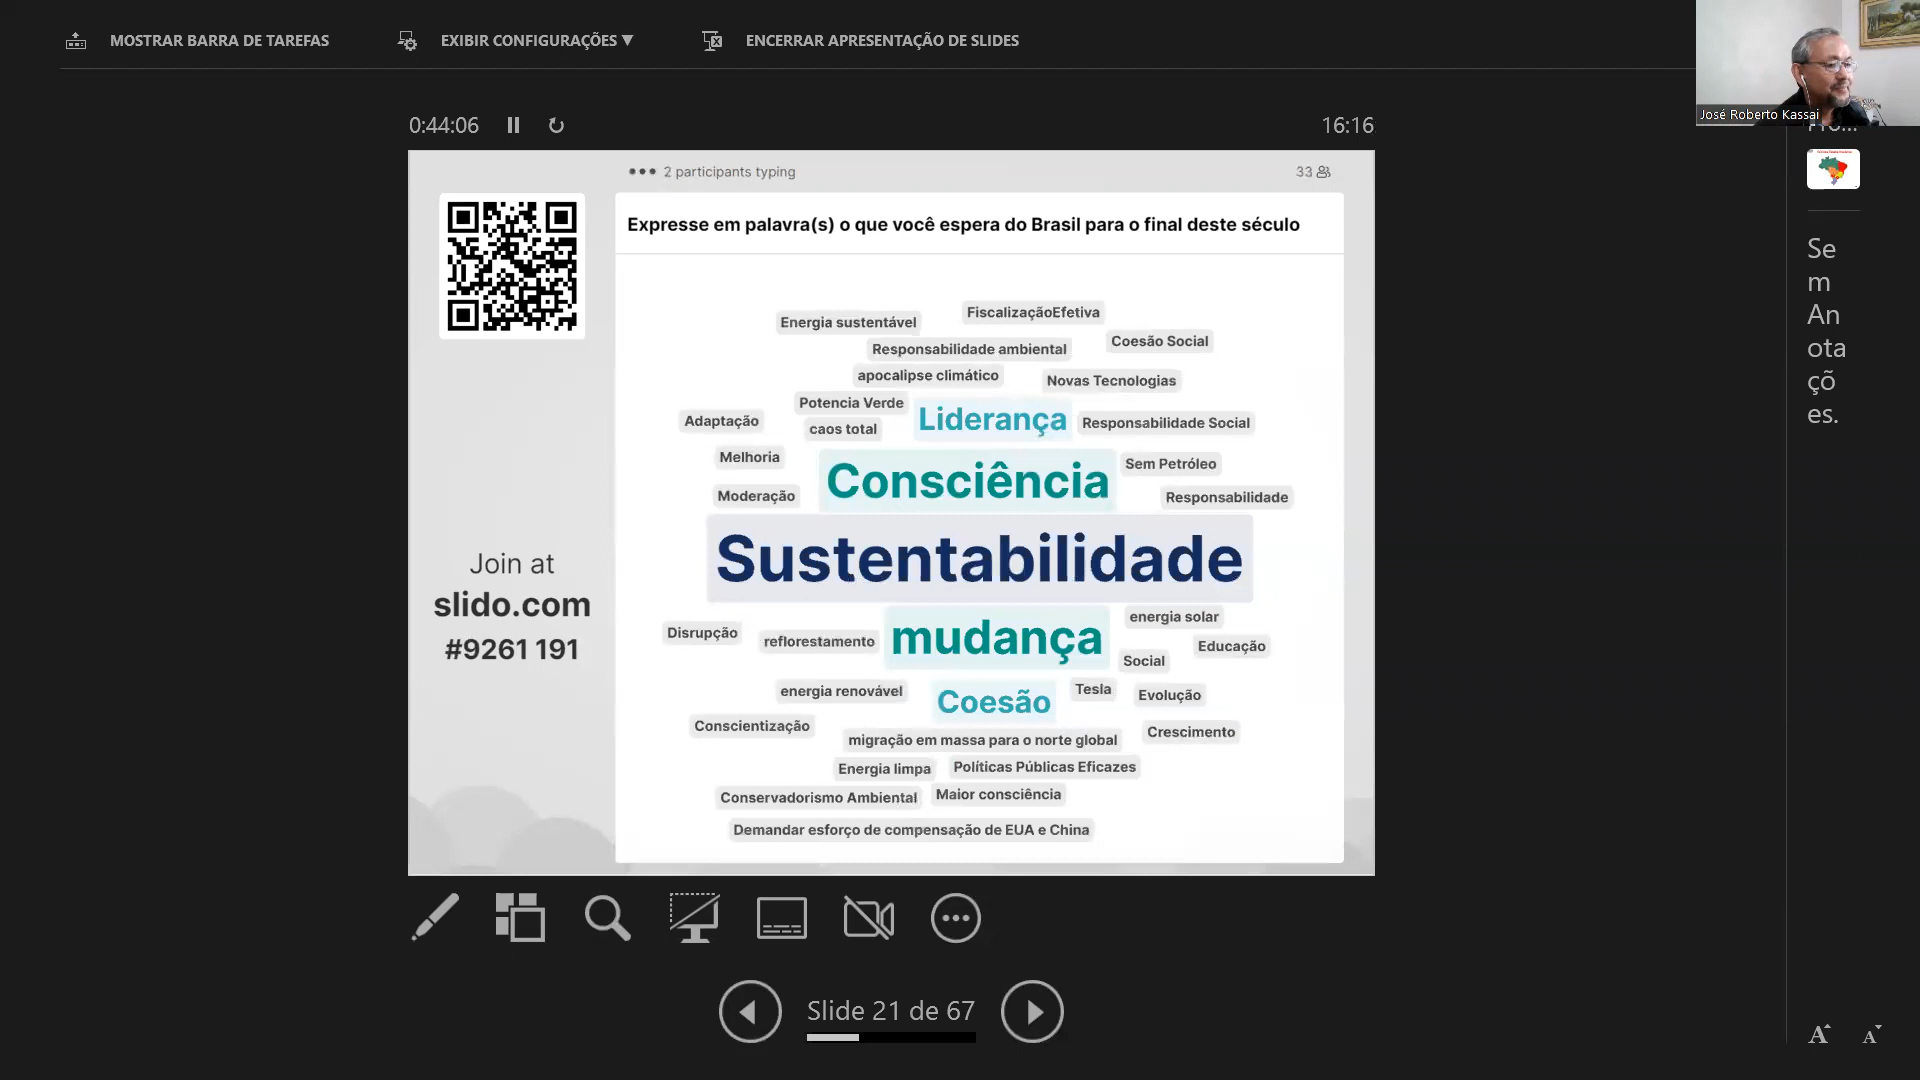 MOSTRAR BARRA DE TAREFAS
EXIBIR CONFIGURAÇÕES ▼
ENCERRAR APRESENTAÇÃO DE SLIDES
José Roberto Kassai
0:44:06
16:16
2 participants typing
33
Expresse em palavra(s) o que você espera do Brasil para o final deste século
FiscalizaçãoEfetiva
Energia sustentável
Coesão Social
Responsabilidade ambiental
apocalipse climático
Novas Tecnologias
Potencia Verde
Liderança
Adaptação
Responsabilidade Social
caos total
Melhoria
Sem Petróleo
Consciência
Moderação
Responsabilidade
Sustentabilidade
energia solar
Disrupção
reflorestamento
mudança
Educação
Social
energia renovável
Tesla
Evolução
Coesão
Conscientização
Crescimento
migração em massa para o norte global
Energia limpa
Políticas Públicas Eficazes
Conservadorismo Ambiental
Maior consciência
Demandar esforço de compensação de EUA e China
Join at
slido.com
#9261 191
Se
m
An
ota
çõ
es.
Slide 21 de 67
A
A